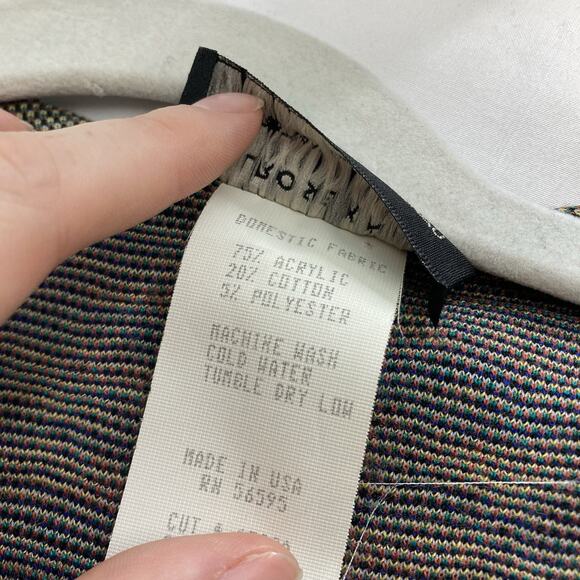 DOMESTIC FABRIC
75% ACRYLIC
20% COTTON
5% POLYESTER
MACHINE WASH
COLD WATER
TUMBLE DRY LOW
MADE IN USA
RN 56595
CUT &